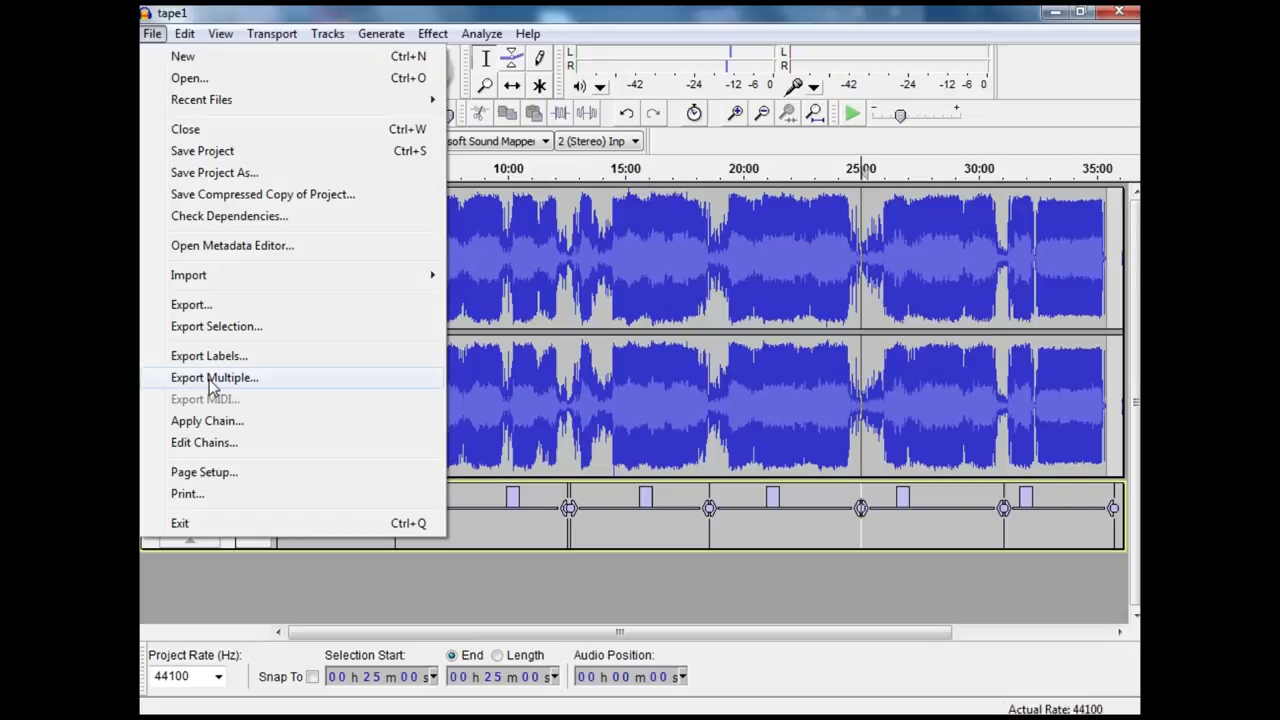 tape1
File Edit View Transport Tracks Generate Effect Analyze Help
New Ctrl+N
Open... Ctrl+O
Recent Files
Close Ctrl+W
Save Project Ctrl+S
Save Project As...
Save Compressed Copy of Project...
Check Dependencies...
Open Metadata Editor...
Import
Export...
Export Selection...
Export Labels...
Export Multiple...
Export MIDI...
Apply Chain...
Edit Chains...
Page Setup...
Print...
Exit Ctrl+Q
L L
R R
-42 -24 -12 -6 0 -42 -24 -12 -6 0
- +
soft Sound Mapper 2 (Stereo) Inp
10:00 15:00 20:00 25:00 30:00 35:00
Project Rate (Hz): Selection Start: End Length Audio Position:
44100 Snap To 00 h 25 m 00 s 00 h 25 m 00 s 00 h 00 m 00 s
Actual Rate: 44100